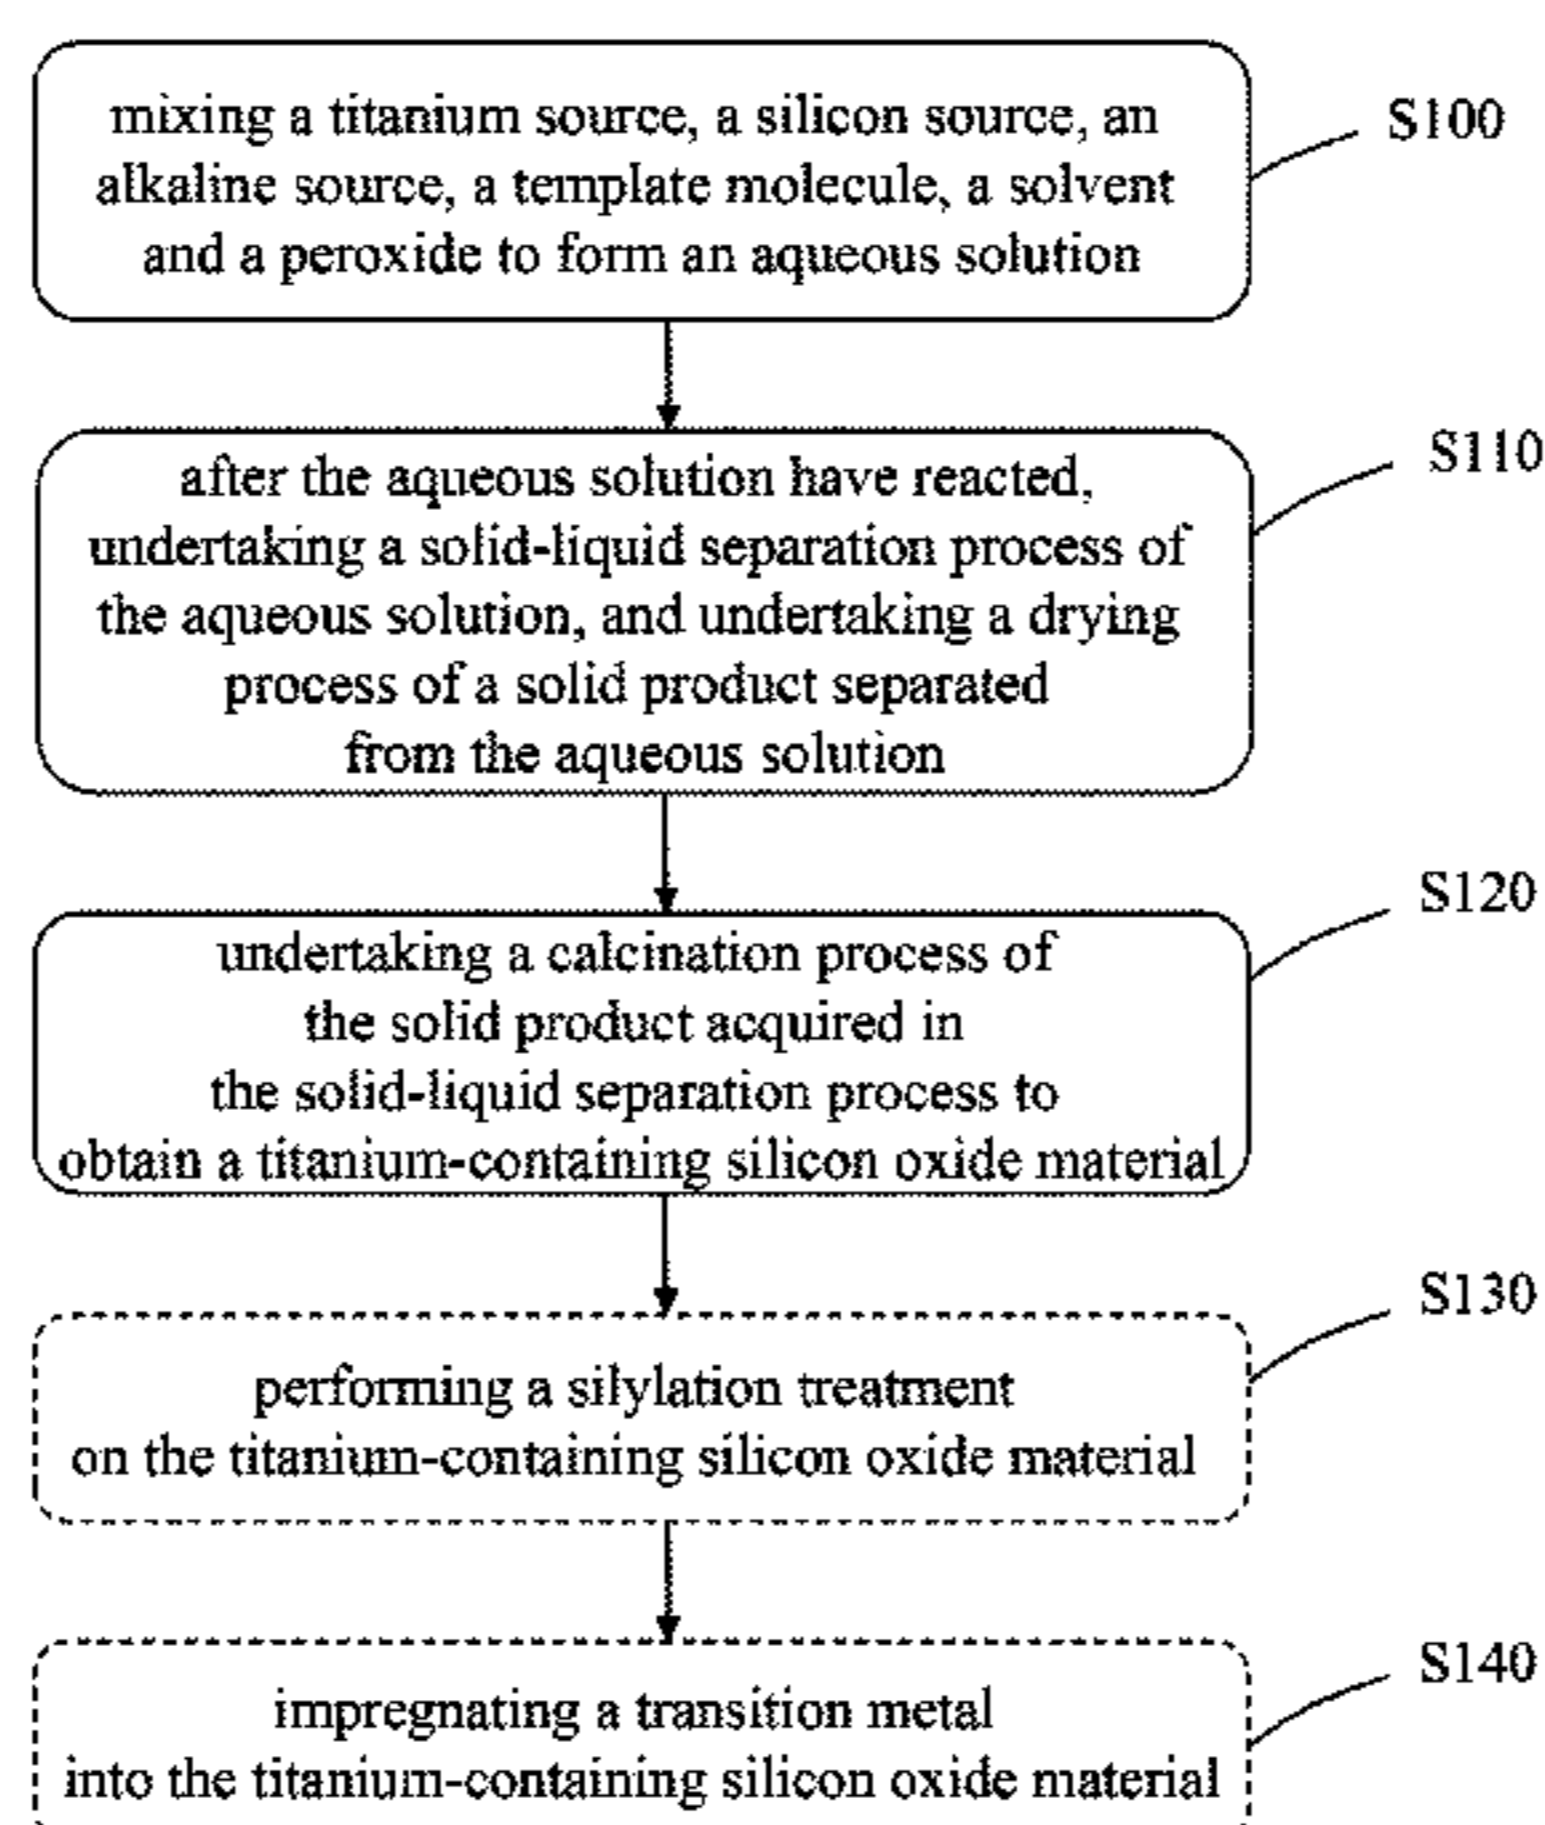 mixing a titanium source, a silicon source, an
alkaline source, a template molecule, a solvent
and a peroxide to form an aqueous solution
S100
after the aqueous solution have reacted,
undertaking a solid-liquid separation process of
the aqueous solution, and undertaking a drying
process of a solid product separated
from the aqueous solution
S110
undertaking a calcination process of
the solid product acquired in
the solid-liquid separation process to
obtain a titanium-containing silicon oxide material
S120
performing a silylation treatment
on the titanium-containing silicon oxide material
S130
impregnating a transition metal
into the titanium-containing silicon oxide material
S140